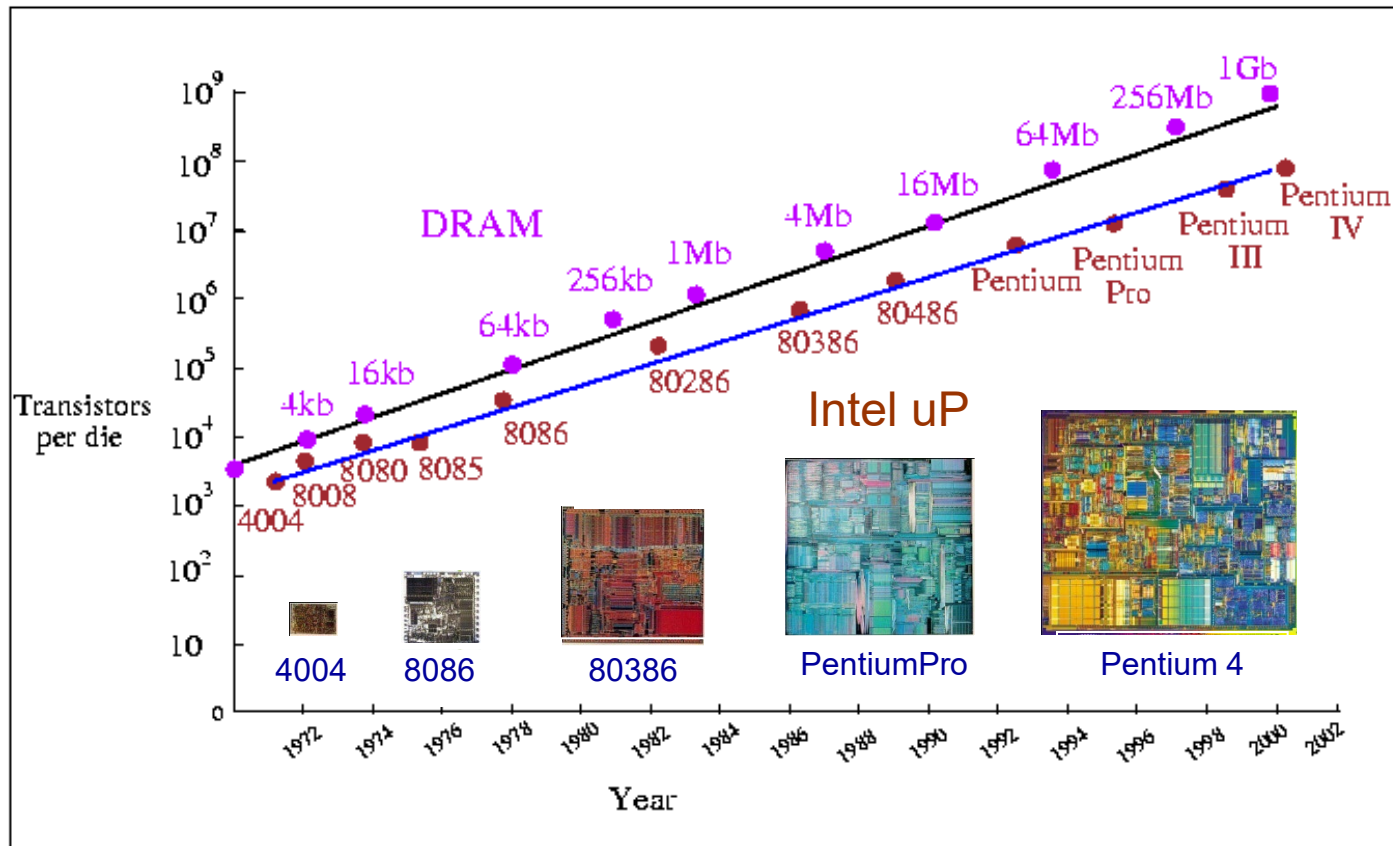 1Gb
10⁹
256Mb
64Mb
10⁸
16Mb
Pentium
IV
4Mb
Pentium
III
DRAM
10⁷
1Mb
Pentium
Pro
Pentium
256kb
10⁶
80486
64kb
80386
10⁵
16kb
80286
4kb
Intel uP
Transistors
per die
10⁴
8086
8080
8085
8008
10³
4004
10²
10
4004
8086
80386
PentiumPro
Pentium 4
0
1972
1974
1976
1978
1980
1982
1984
1986
1988
1990
1992
1994
1996
1998
2000
2002
Year